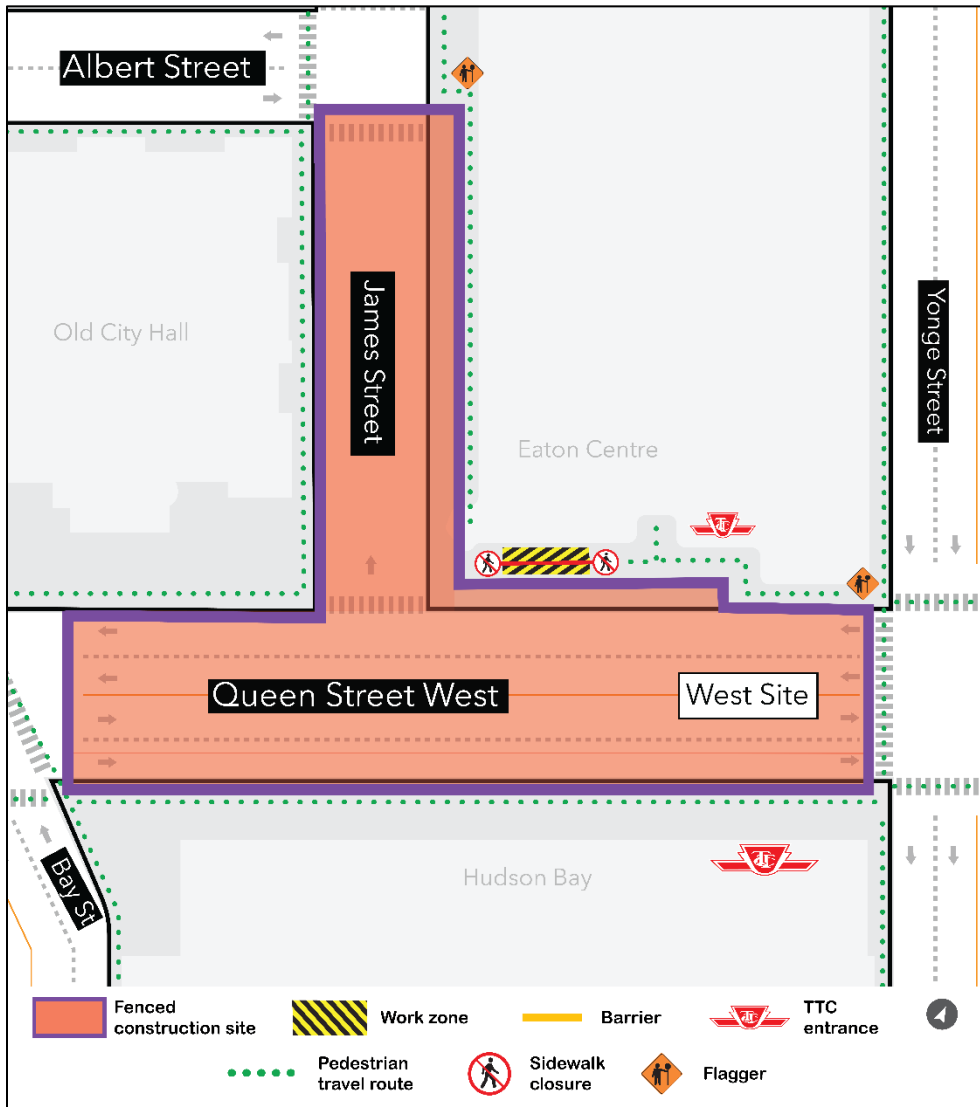 Albert Street
James Street
Yonge Street
Old City Hall
Eaton Centre
Queen Street West
West Site
Bay St
Hudson Bay
Fenced
construction site
Work zone
Barrier
TTC
entrance
Pedestrian
travel route
Sidewalk
closure
Flagger